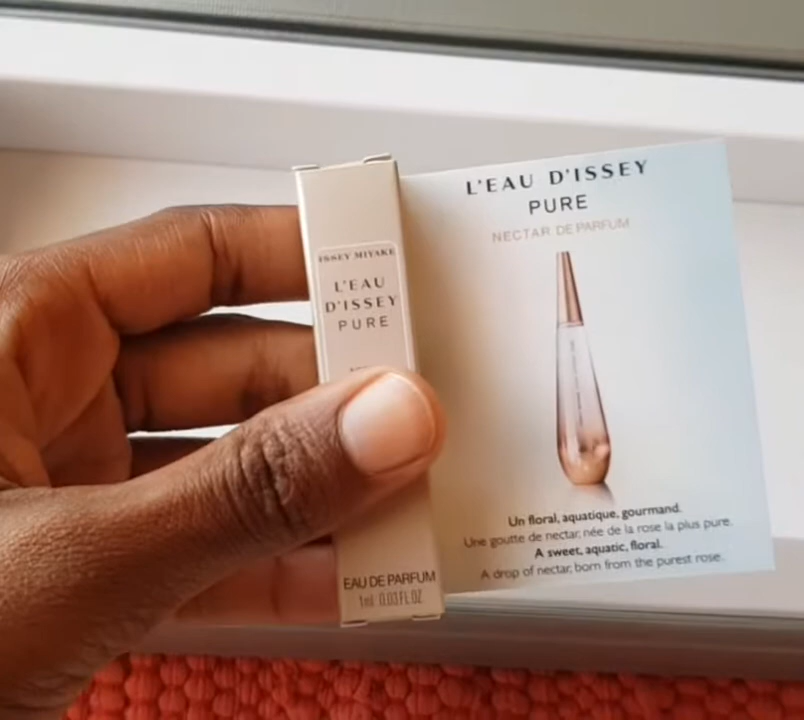 ISSEY MIYAKE
L'EAU
D'ISSEY
PURE
EAU DE PARFUM
1ml 0.03 FL OZ.
L'EAU D'ISSEY
PURE
NECTAR DE PARFUM
Un floral, aquatique, gourmand.
Une goutte de nectar, née de la rose la plus pure.
A sweet, aquatic, floral.
A drop of nectar, born from the purest rose.